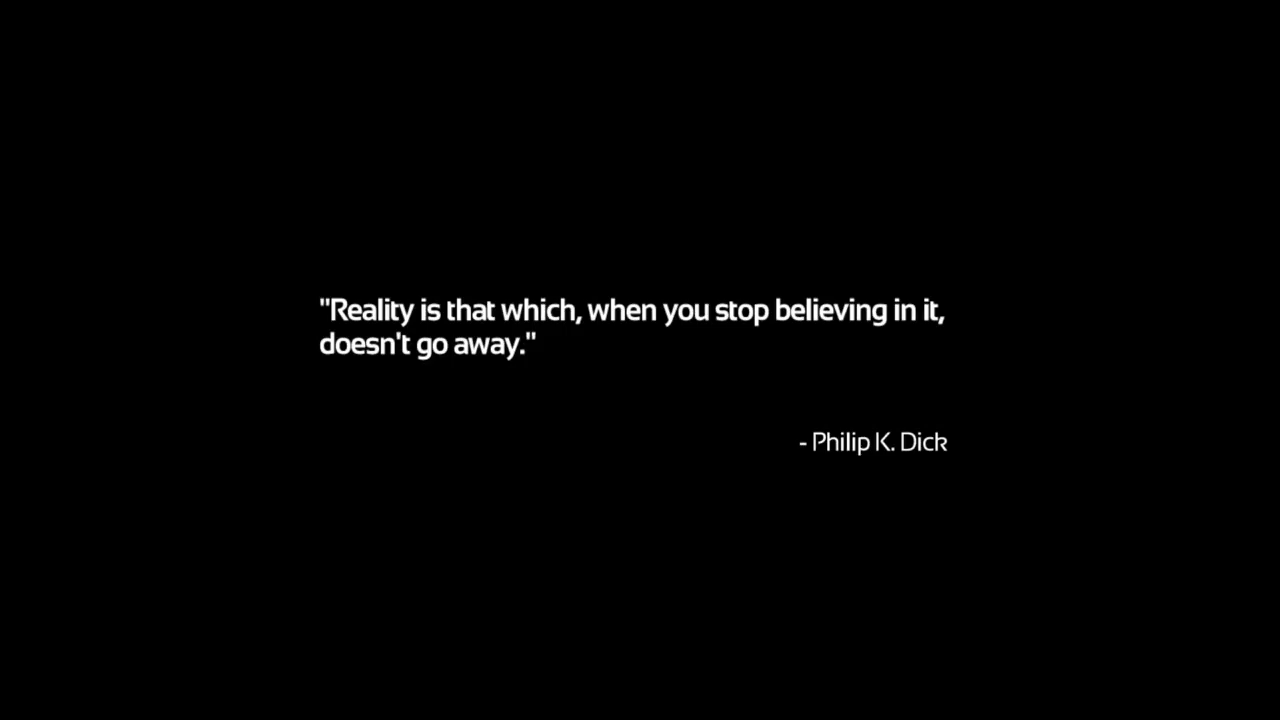 "Reality is that which, when you stop believing in it,
doesn't go away."
- Philip K. Dick